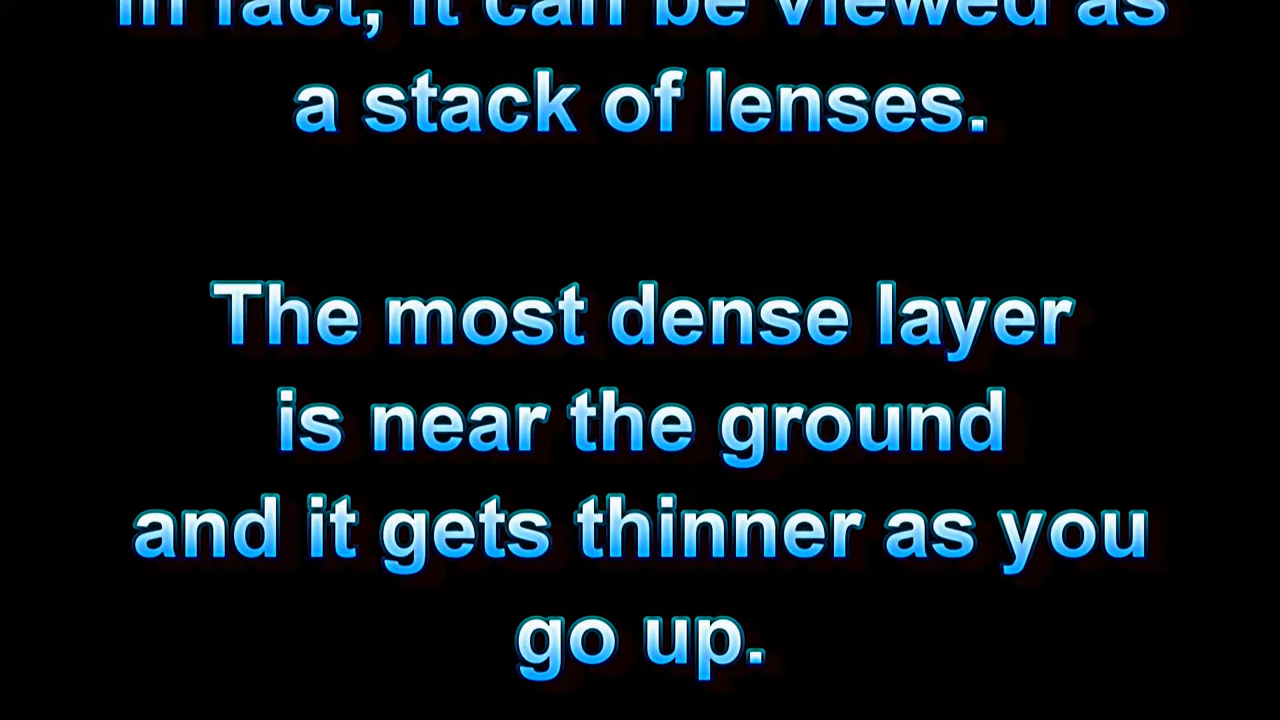 In fact, it can be viewed as
a stack of lenses.
The most dense layer
is near the ground
and it gets thinner as you
go up.